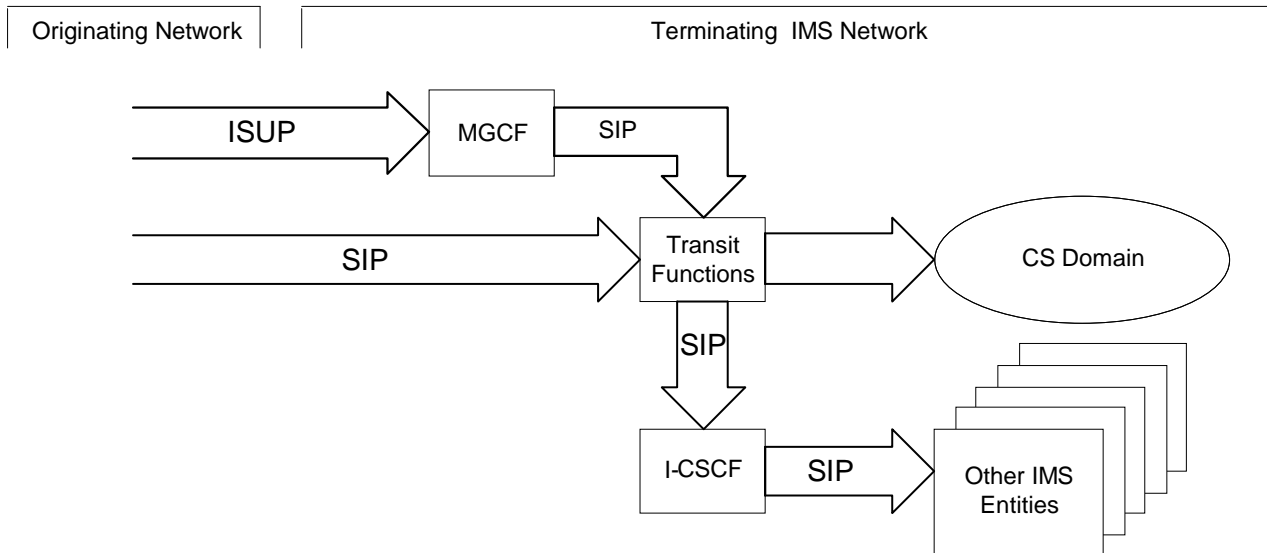 Originating Network
Terminating IMS Network
ISUP
MGCF
SIP
SIP
Transit
Functions
CS Domain
SIP
I-CSCF
SIP
Other IMS
Entities